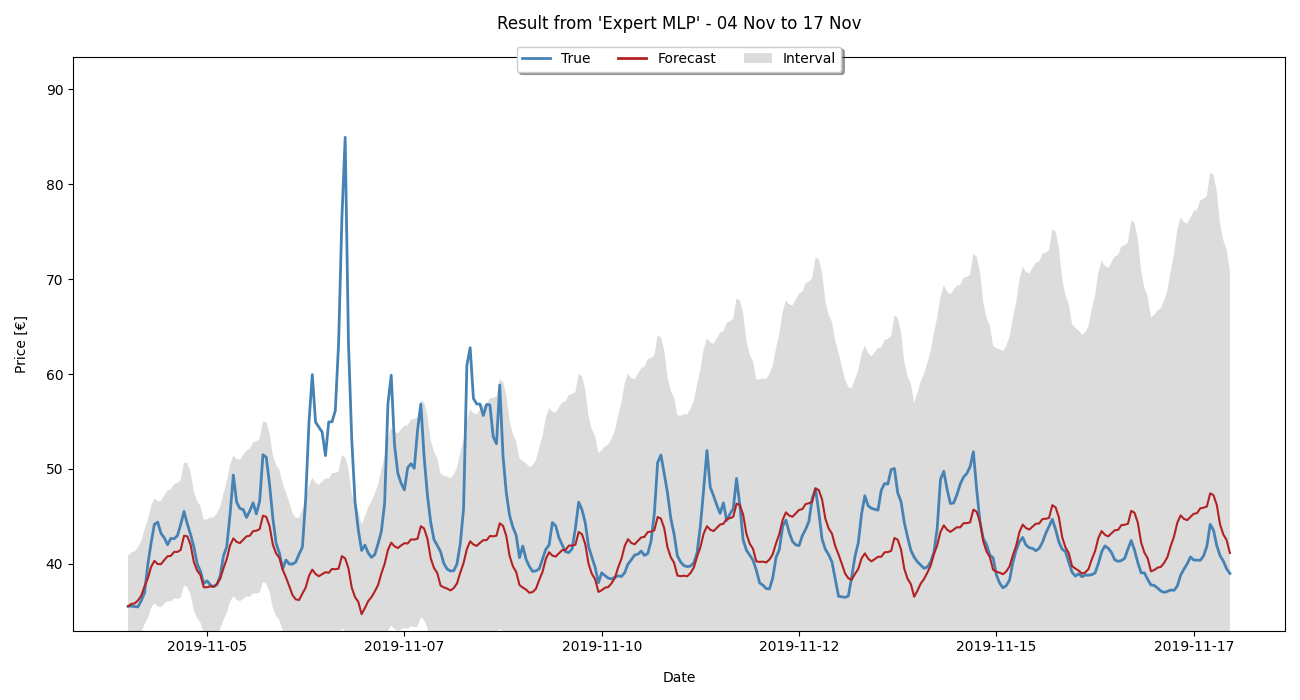 Result from 'Expert MLP' - 04 Nov to 17 Nov
True Forecast Interval
90
80
70
60
50
40
Price [€]
2019-11-05 2019-11-07 2019-11-10 2019-11-12 2019-11-15 2019-11-17
Date